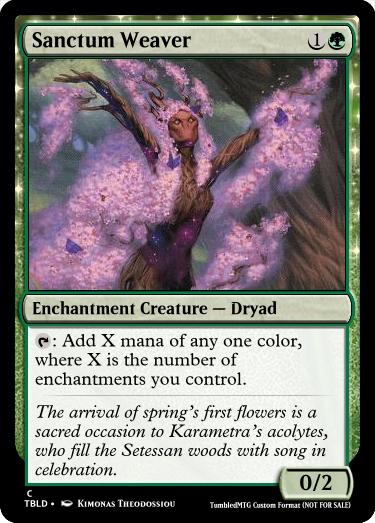 Sanctum Weaver 1
Enchantment Creature — Dryad
: Add X mana of any one color,
where X is the number of
enchantments you control.
The arrival of spring's first flowers is a
sacred occasion to Karametra's acolytes,
who fill the Setessan woods with song in
celebration.
0/2
C
TBLD • Kimonas Theodossiou
TumbledMTG Custom Format (NOT FOR SALE)